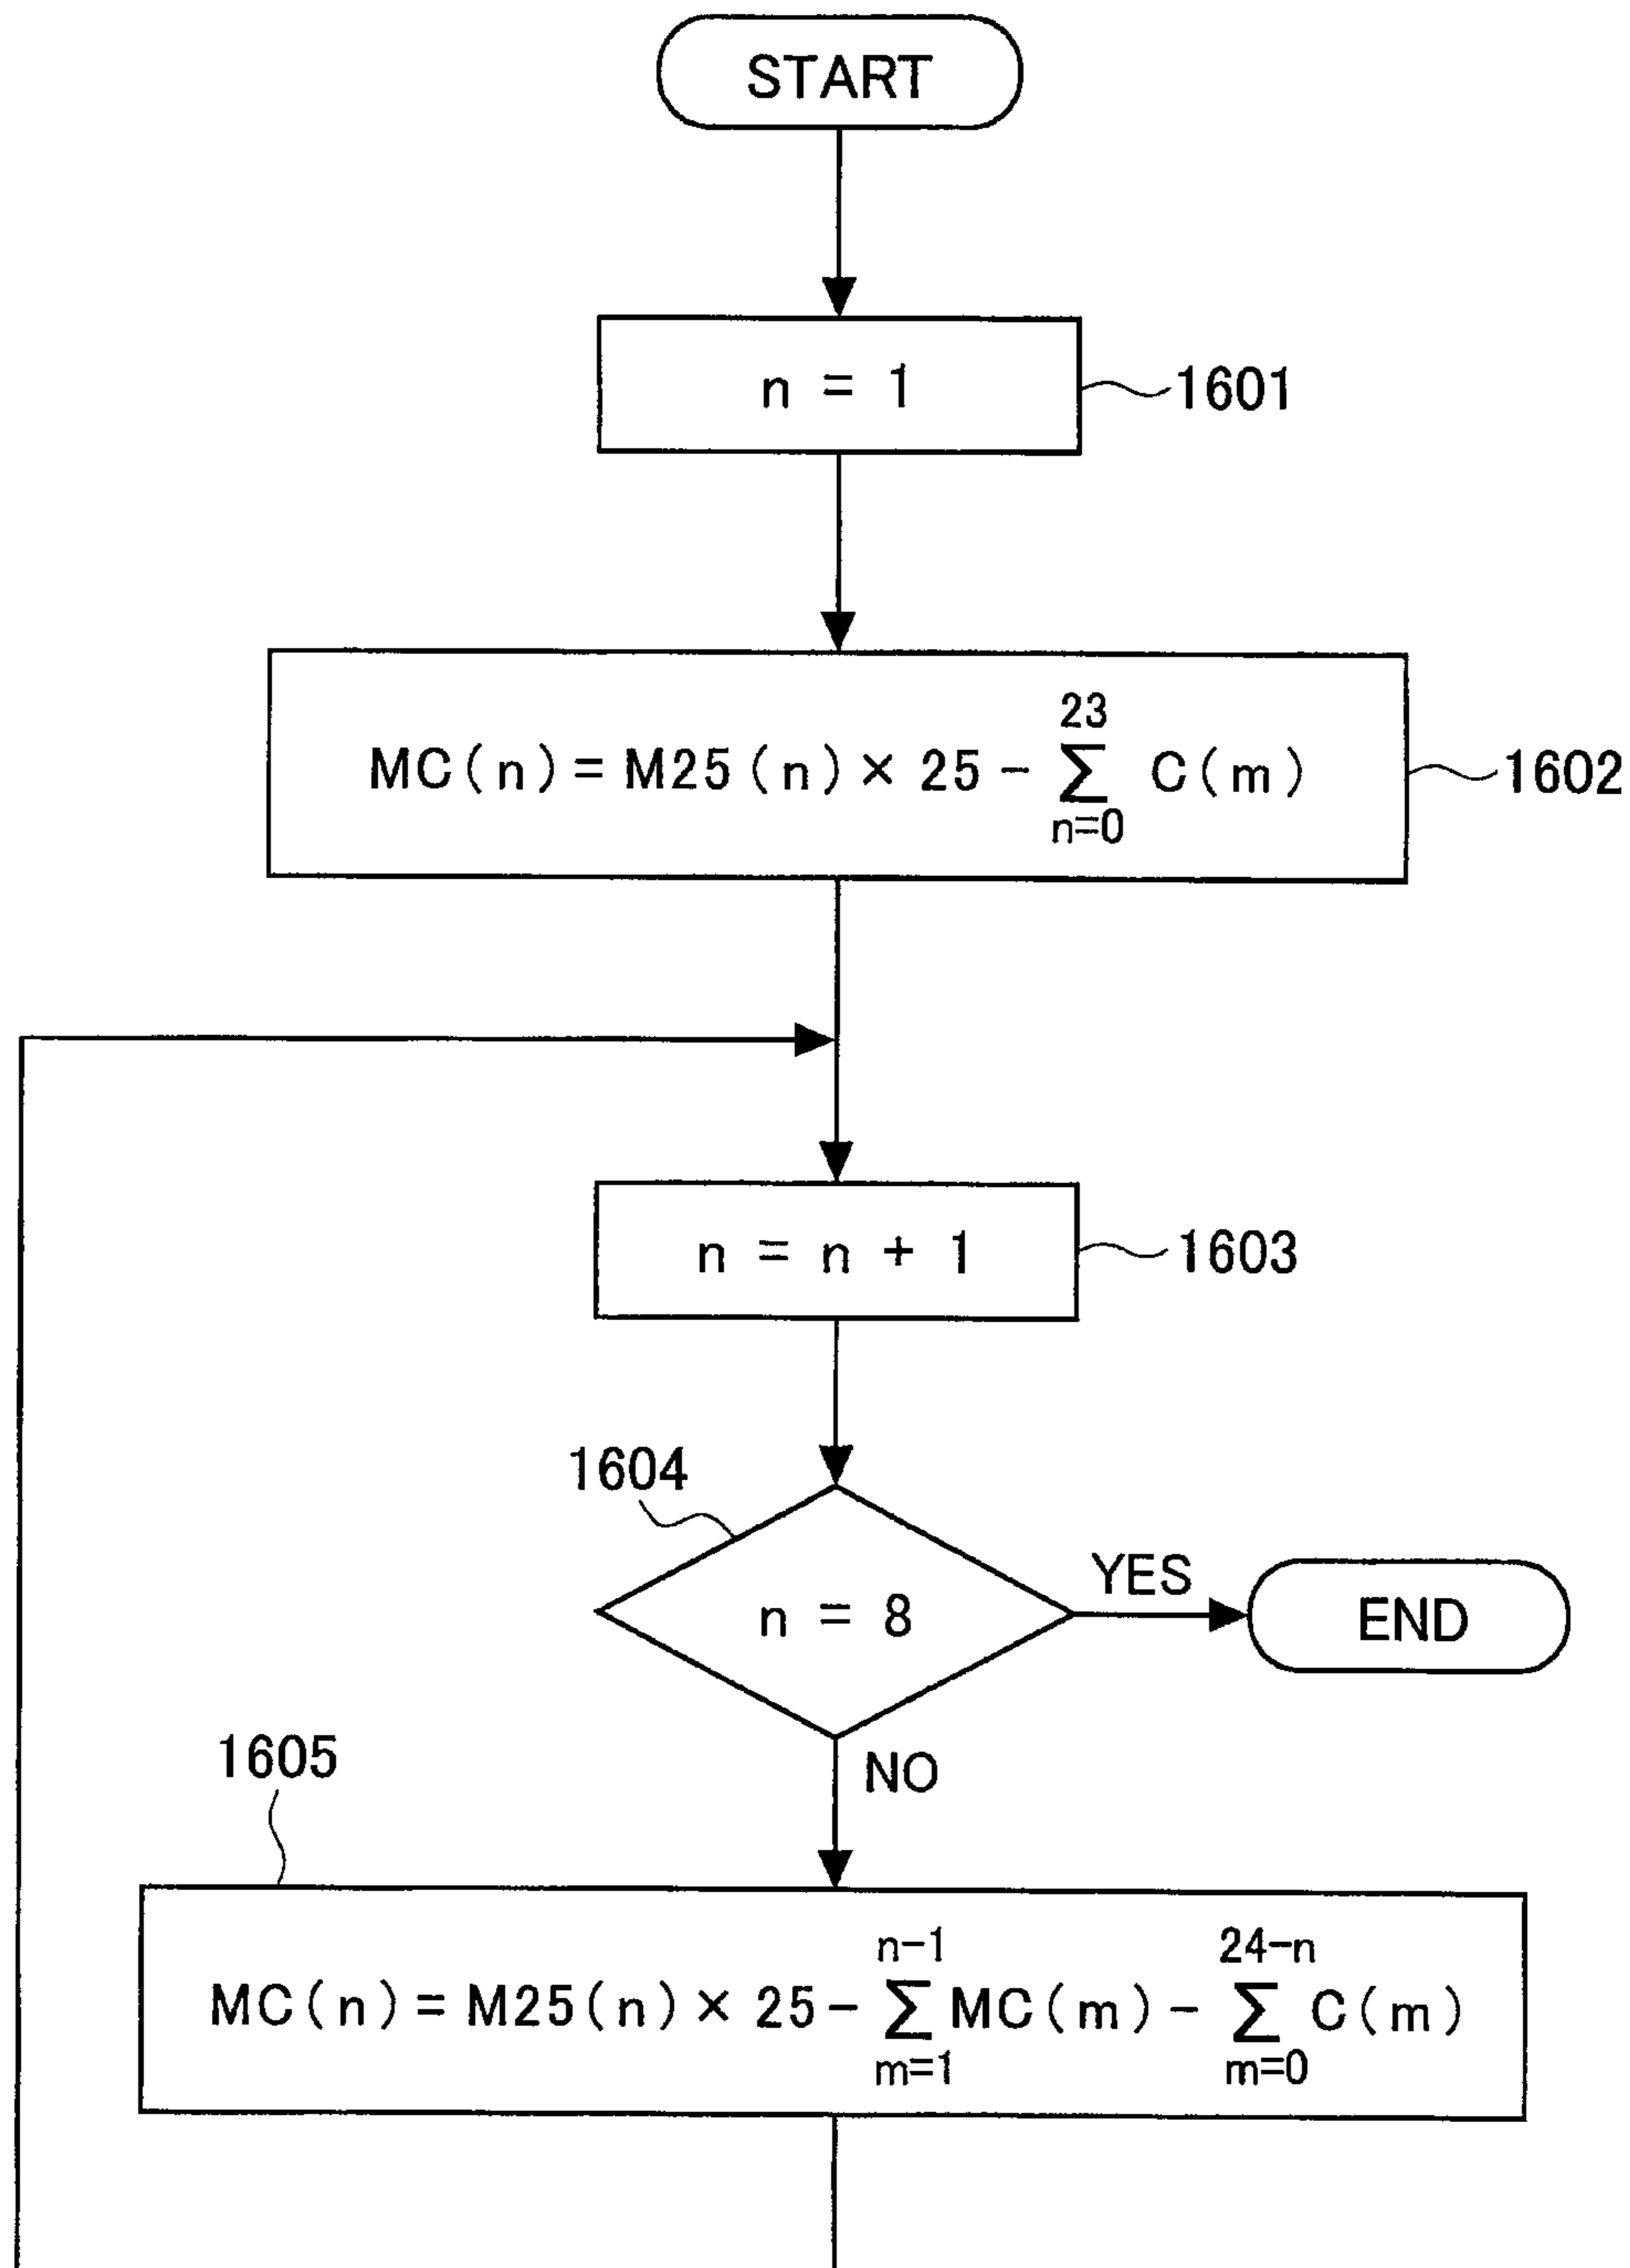 START
n = 1
1601
23
MC(n) = M25(n) × 25 - Σ C(m)
n=0
1602
n = n + 1
1603
1604
n = 8
YES
END
NO
1605
n-1 24-n
MC(n) = M25(n) × 25 - Σ MC(m) - Σ C(m)
m=1 m=0